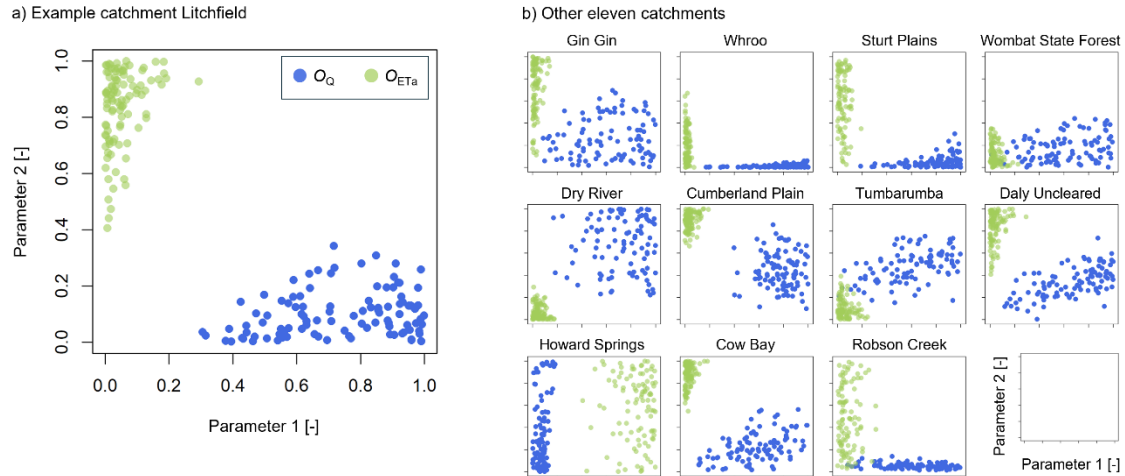 a) Example catchment Litchfield
O_Q
O_ETa
1.0
0.8
0.6
0.4
0.2
0.0
Parameter 2 [-]
0.0 0.2 0.4 0.6 0.8 1.0
Parameter 1 [-]
b) Other eleven catchments
Gin Gin Whroo Sturt Plains Wombat State Forest
Dry River Cumberland Plain Tumbarumba Daly Uncleared
Howard Springs Cow Bay Robson Creek
Parameter 2 [-]
Parameter 1 [-]